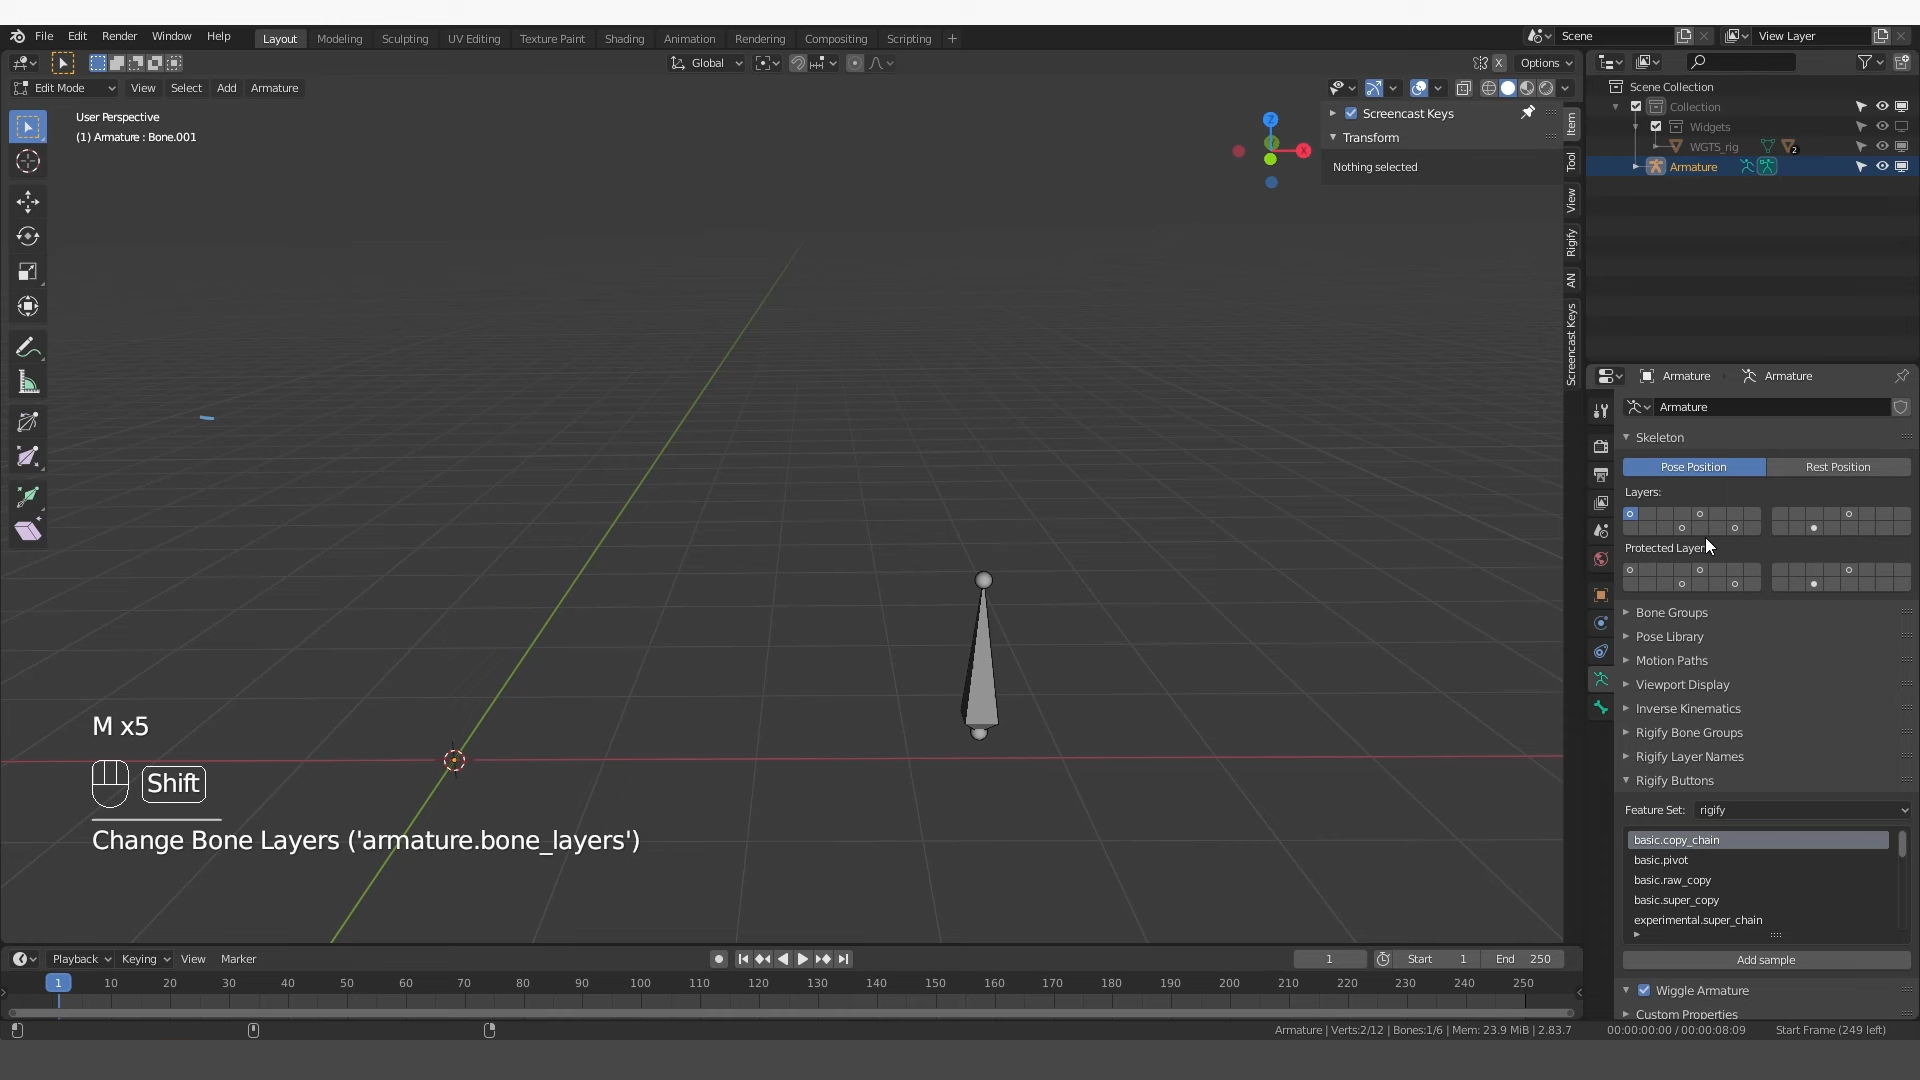 File Edit Render Window Help Layout Modeling Sculpting UV Editing Texture Paint Shading Animation Rendering Compositing Scripting + Scene View Layer
Global X Options
Edit Mode View Select Add Armature
User Perspective
(1) Armature : Bone.001
Z
X
Screencast Keys
Transform
Nothing selected
Item
Tool
View
Rigify
AN
Screencast Keys
Scene Collection
Collection
Widgets
WGTS_rig 2
Armature
Armature Armature
Armature
Skeleton
Pose Position Rest Position
Layers:
Protected Layer
Bone Groups
Pose Library
Motion Paths
Viewport Display
Inverse Kinematics
Rigify Bone Groups
Rigify Layer Names
Rigify Buttons
Feature Set: rigify
basic.copy_chain
basic.pivot
basic.raw_copy
basic.super_copy
experimental.super_chain
Add sample
Wiggle Armature
Custom Properties
M x5
Shift
Change Bone Layers ('armature.bone_layers')
Playback Keying View Marker 1 Start 1 End 250
1 10 20 30 40 50 60 70 80 90 100 110 120 130 140 150 160 170 180 190 200 210 220 230 240 250
Armature | Verts:2/12 | Bones:1/6 | Mem: 23.9 MiB | 2.83.7 00:00:00:00 / 00:00:08:09 Start Frame (249 left)